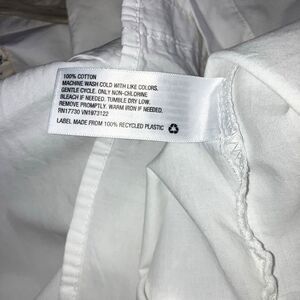 100% COTTON
MACHINE WASH COLD WITH LIKE COLORS.
GENTLE CYCLE. ONLY NON-CHLORINE
BLEACH IF NEEDED. TUMBLE DRY LOW.
REMOVE PROMPTLY. WARM IRON IF NEEDED.
RN17730 VN1973122
LABEL MADE FROM 100% RECYCLED PLASTIC